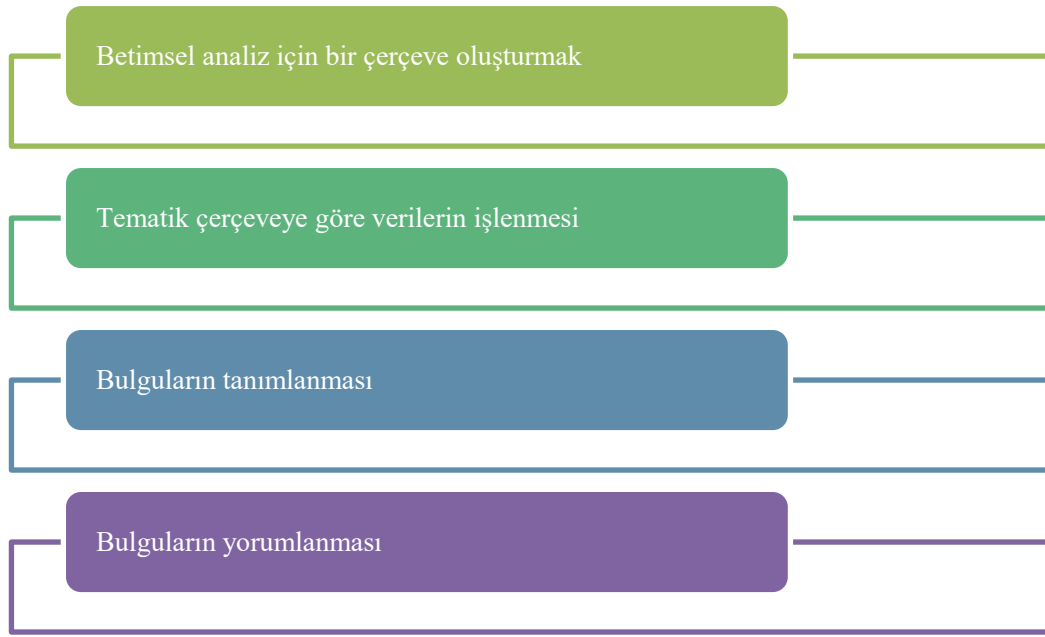 Betimsel analiz için bir çerçeve oluşturmak
Tematik çerçeveye göre verilerin işlenmesi
Bulguların tanımlanması
Bulguların yorumlanması